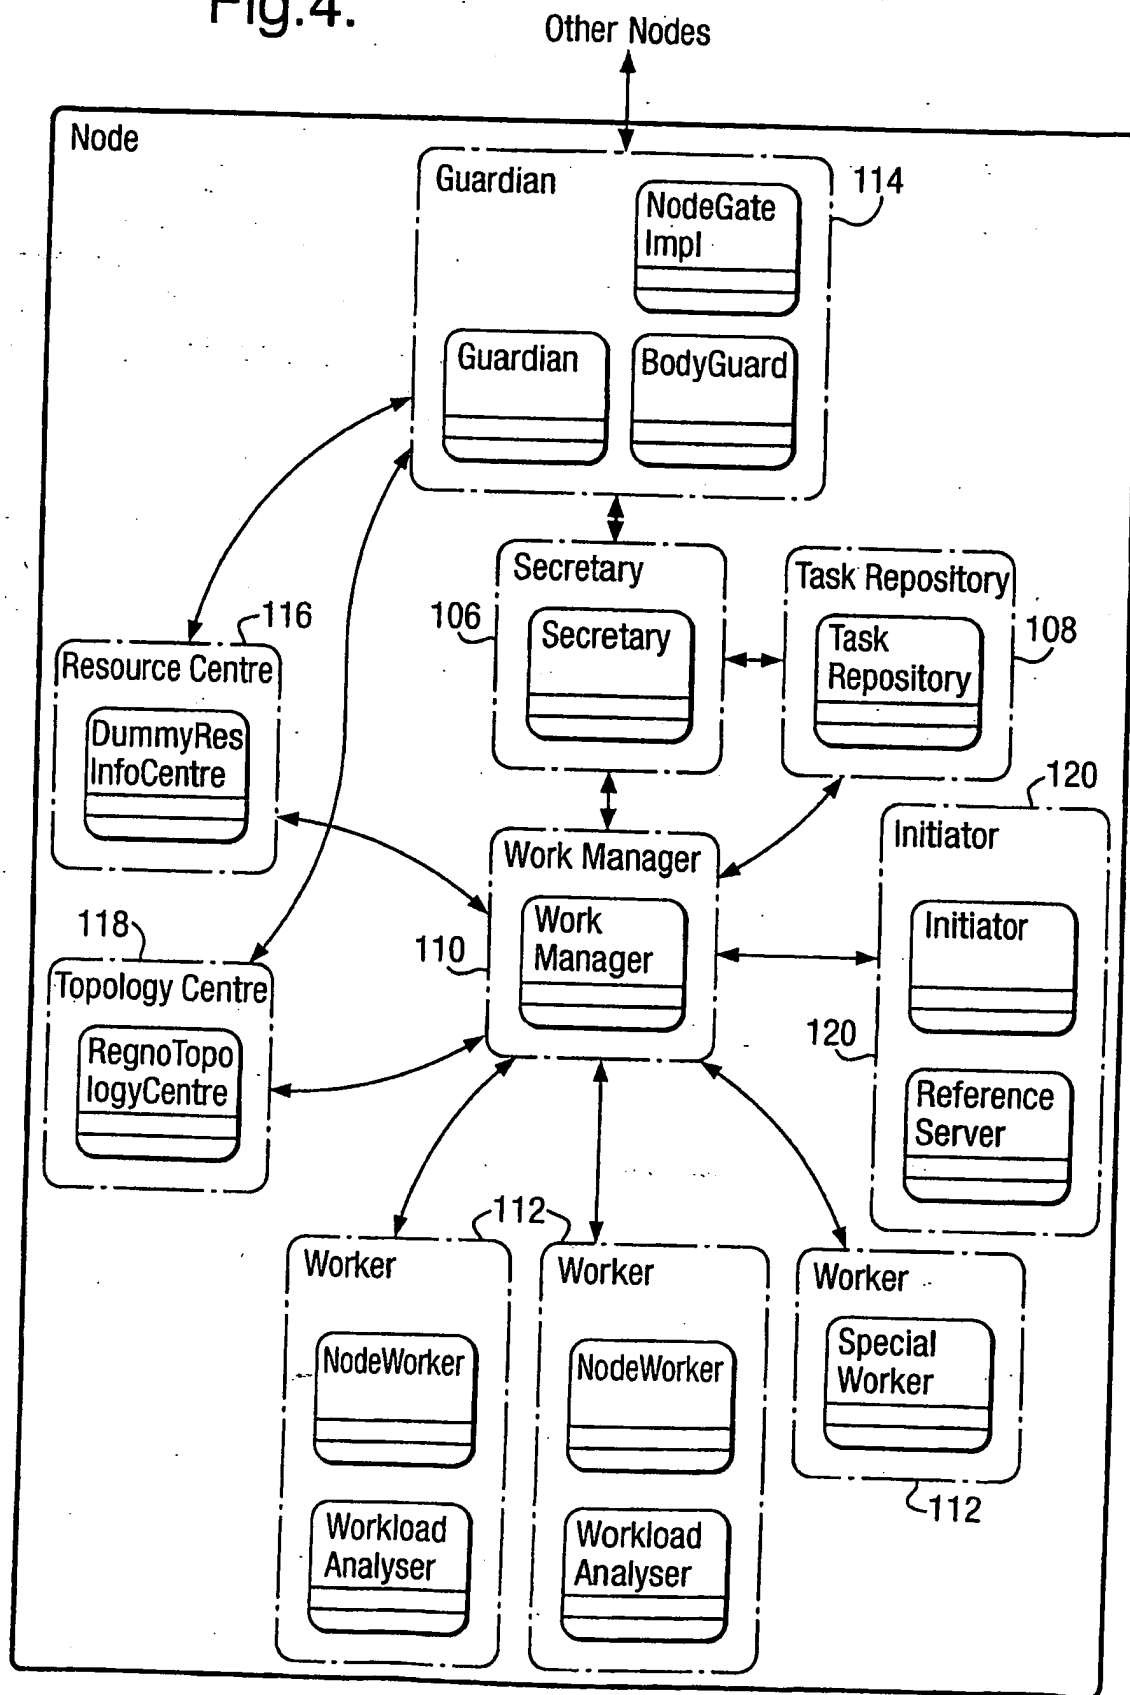 Fig.4.
Other Nodes
Node
Guardian
114
NodeGate
Impl
Guardian
BodyGuard
Secretary
Task Repository
106
116
108
Secretary
Task
Repository
Resource Centre
DummyRes
InfoCentre
120
Work Manager
Initiator
118
110
Work
Manager
Initiator
Topology Centre
120
RegnoTopo
logyCentre
Reference
Server
112
Worker
Worker
Worker
NodeWorker
NodeWorker
Special
Worker
112
Workload
Analyser
Workload
Analyser